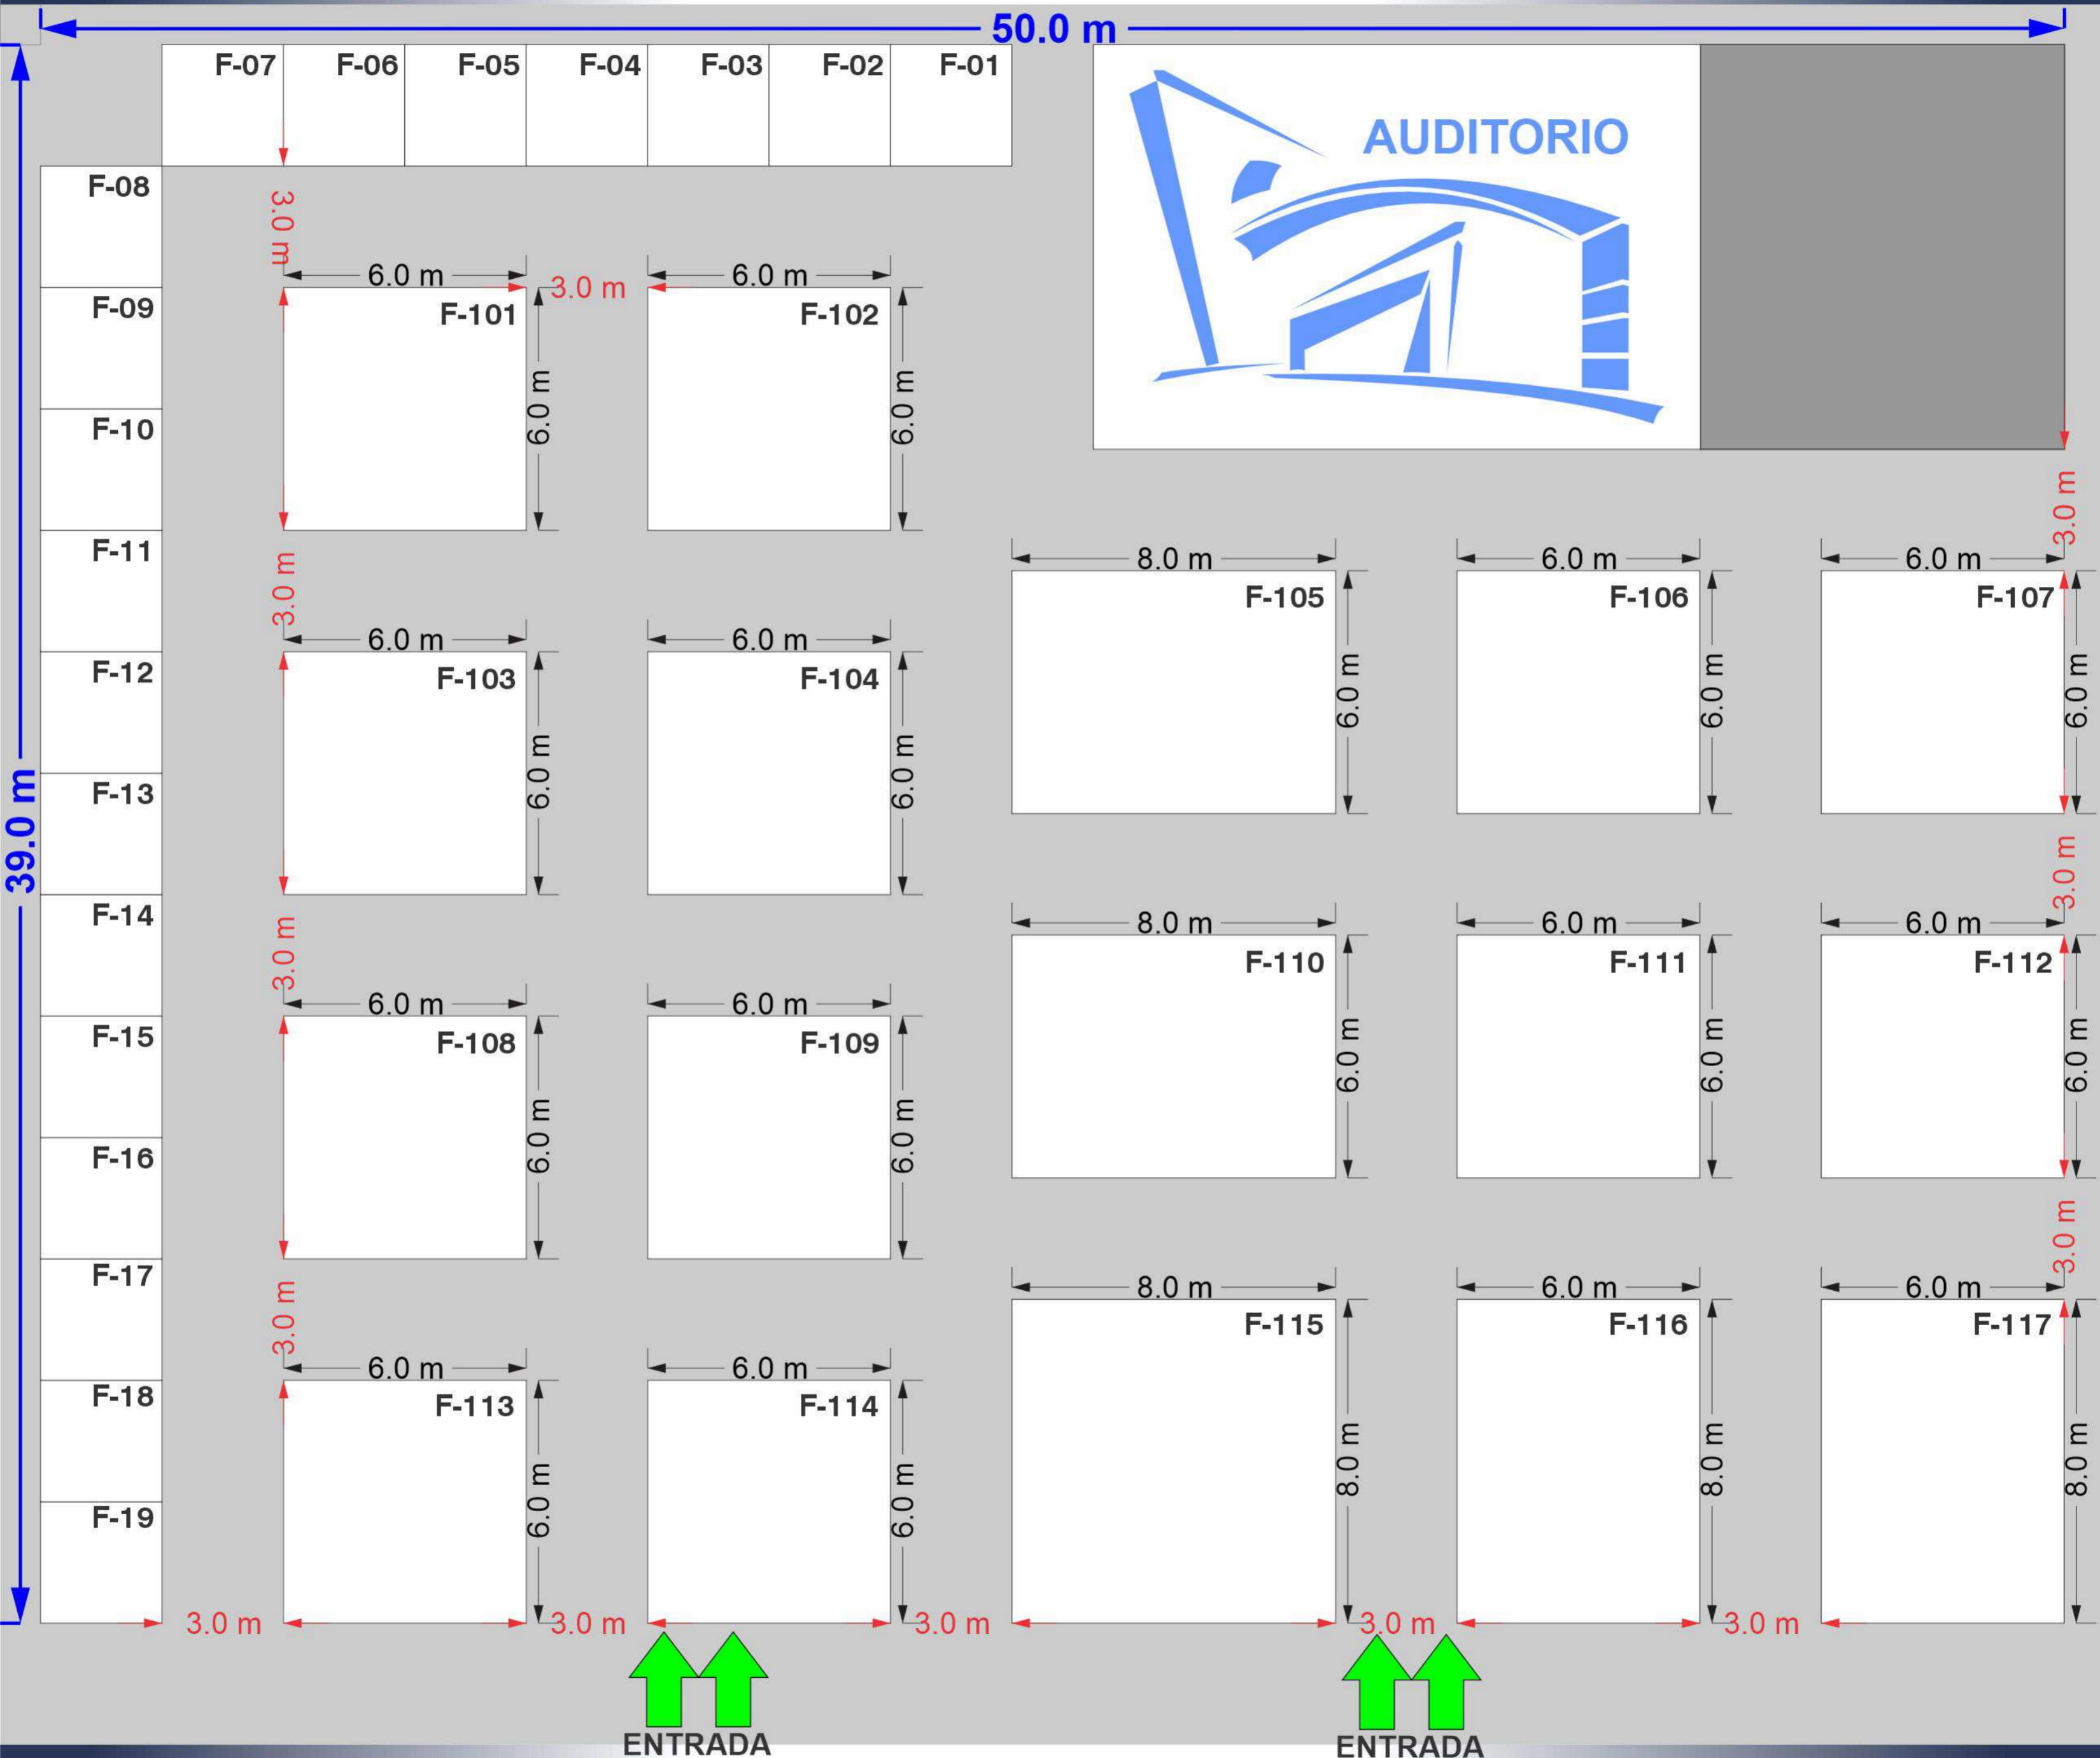 50.0 m
F-07 F-06 F-05 F-04 F-03 F-02 F-01
AUDITORIO
F-08
3.0 m
6.0 m 3.0 m 6.0 m
F-09 F-101 F-102
6.0 m 6.0 m
F-10
3.0 m
F-11
3.0 m
8.0 m 6.0 m 6.0 m
F-105 F-106 F-107
6.0 m 6.0 m
F-12 F-103 F-104
6.0 m 6.0 m 6.0 m
6.0 m 6.0 m
F-13
39.0 m
3.0 m
F-14
8.0 m 6.0 m 6.0 m
3.0 m
F-110 F-111 F-112
6.0 m 6.0 m
F-15 F-108 F-109
6.0 m 6.0 m 6.0 m
6.0 m 6.0 m
F-16
3.0 m
F-17
8.0 m 6.0 m 6.0 m
3.0 m
F-115 F-116 F-117
6.0 m 6.0 m
F-18 F-113 F-114
8.0 m 8.0 m 8.0 m
6.0 m 6.0 m
F-19
3.0 m 3.0 m 3.0 m 3.0 m 3.0 m
ENTRADA ENTRADA